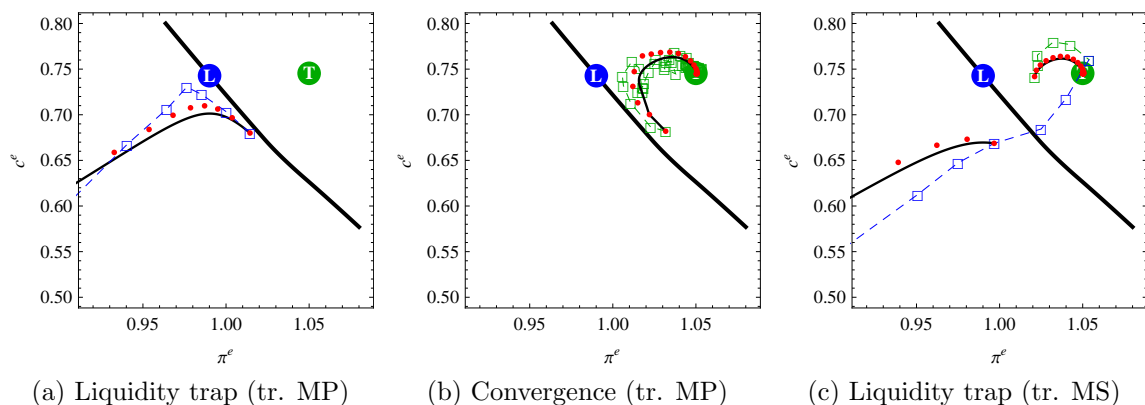 0.80
0.75
0.70
0.65
0.60
0.55
0.50
c^e
L
T
0.95 1.00 1.05
π^e
(a) Liquidity trap (tr. MP)
0.80
0.75
0.70
0.65
0.60
0.55
0.50
c^e
L
0.95 1.00 1.05
π^e
(b) Convergence (tr. MP)
0.80
0.75
0.70
0.65
0.60
0.55
0.50
c^e
L
0.95 1.00 1.05
π^e
(c) Liquidity trap (tr. MS)